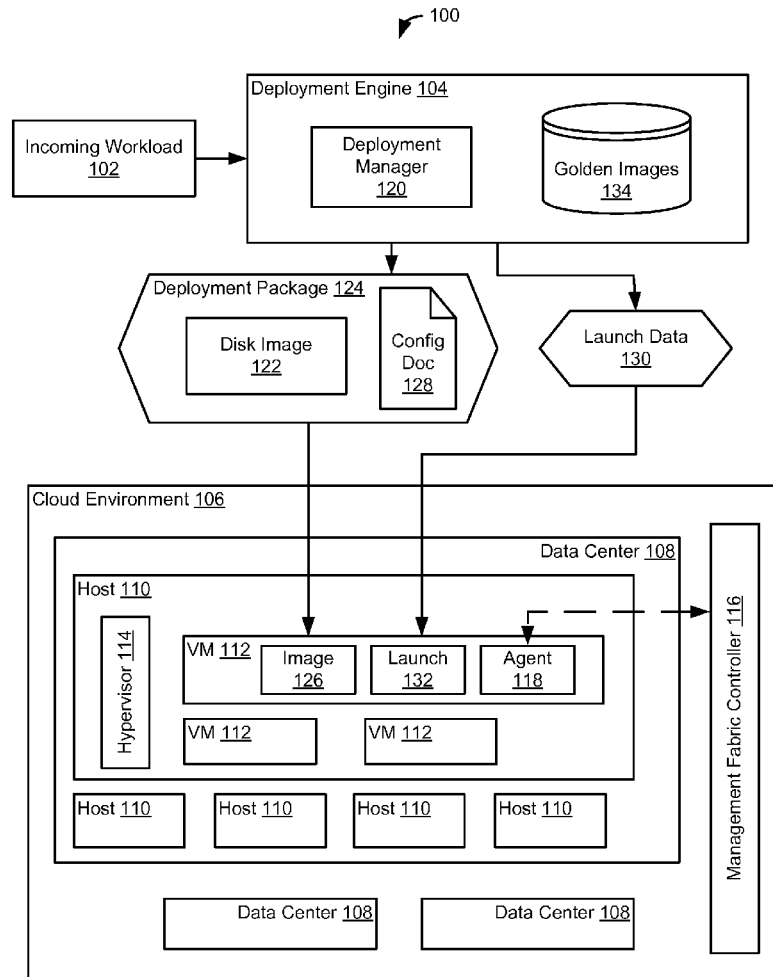 100
Deployment Engine 104
Incoming Workload
102
Deployment
Manager
120
Golden Images
134
Deployment Package 124
Disk Image
122
Config
Doc
128
Launch Data
130
Cloud Environment 106
Data Center 108
Host 110
Hypervisor 114
VM 112
Image
126
Launch
132
Agent
118
VM 112
VM 112
Management Fabric Controller 116
Host 110
Host 110
Host 110
Host 110
Data Center 108
Data Center 108